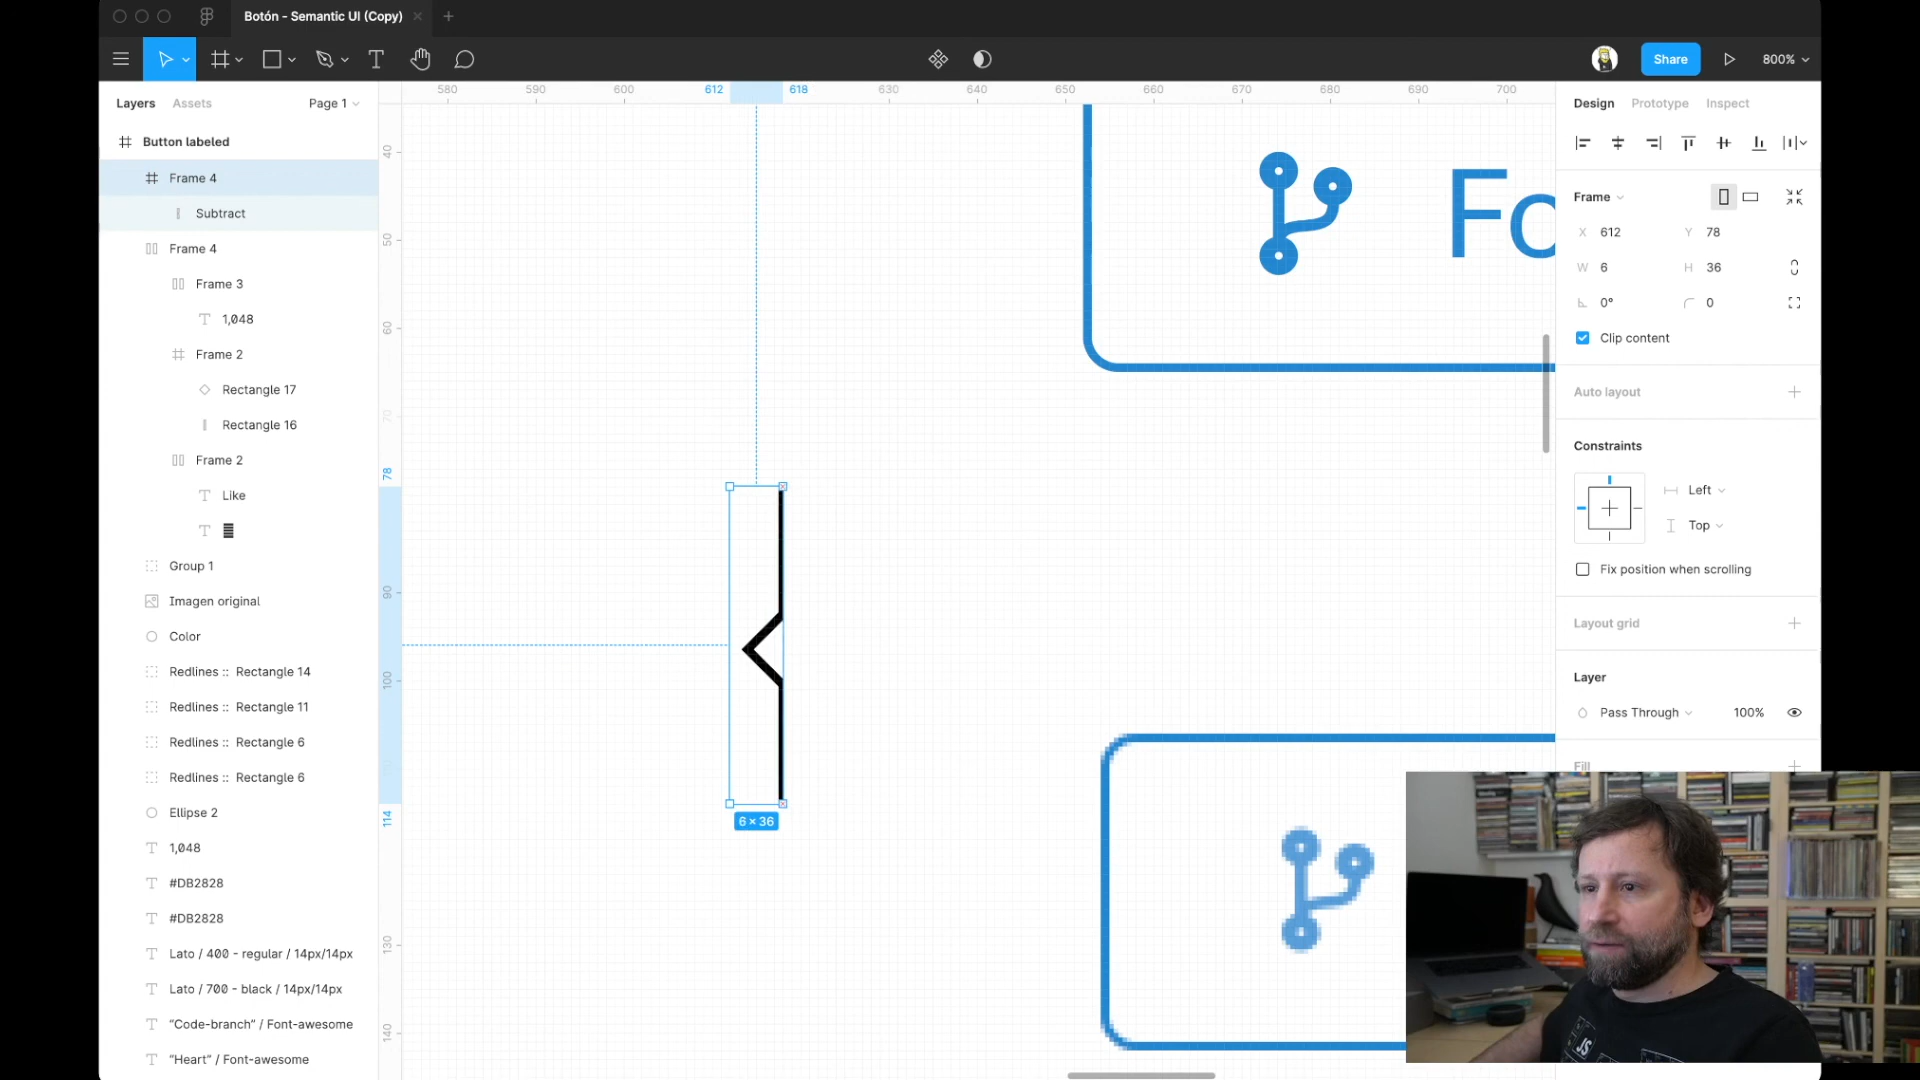 Botón - Semantic UI (Copy)
Share
800%
Layers
Assets
Page 1
Button labeled
Frame 4
Subtract
Frame 4
Frame 3
1,048
Frame 2
Rectangle 17
Rectangle 16
Frame 2
Like
Group 1
Imagen original
Color
Redlines :: Rectangle 14
Redlines :: Rectangle 11
Redlines :: Rectangle 6
Redlines :: Rectangle 6
Ellipse 2
1,048
#DB2828
#DB2828
Lato / 400 - regular / 14px/14px
Lato / 700 - black / 14px/14px
“Code-branch” / Font-awesome
“Heart” / Font-awesome
580
590
600
612
618
630
640
650
660
670
680
690
700
40
50
60
70
78
90
100
114
130
140
Fo
6 × 36
Design
Prototype
Inspect
Frame
X 612
Y 78
W 6
H 36
0°
0
Clip content
Auto layout
Constraints
Left
Top
Fix position when scrolling
Layout grid
Layer
Pass Through
100%
Fill
JS